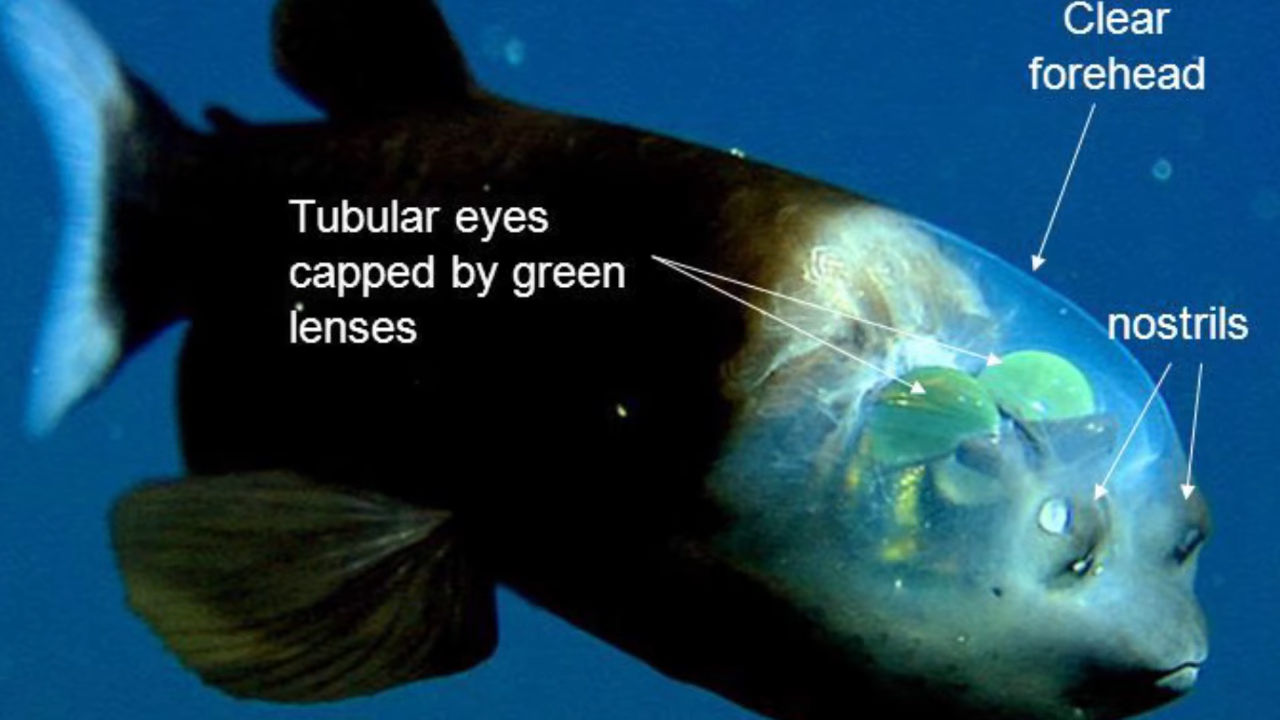 Clear
forehead
Tubular eyes
capped by green
lenses
nostrils